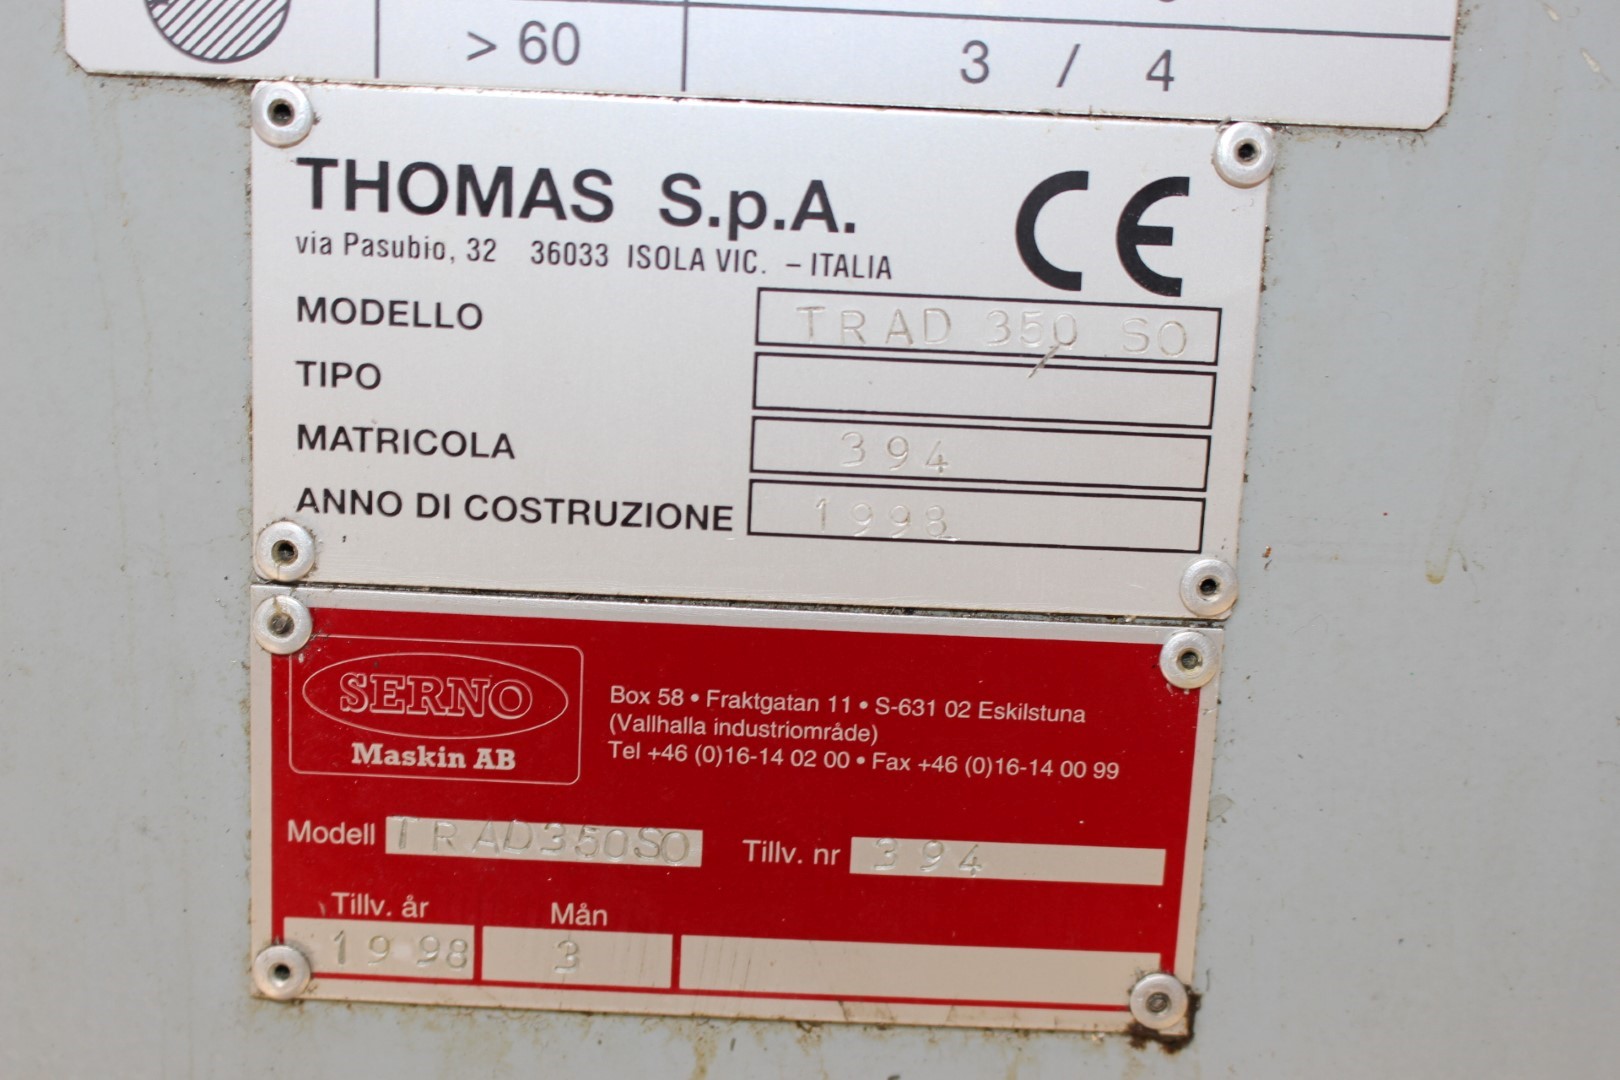 > 60 3 / 4
THOMAS S.p.A. CE
via Pasubio, 32 36033 ISOLA VIC. – ITALIA
MODELLO TRAD 350 SO
TIPO
MATRICOLA 394
ANNO DI COSTRUZIONE 1998
SERNO
Maskin AB
Box 58 • Fraktgatan 11 • S-631 02 Eskilstuna
(Vallhalla industriområde)
Tel +46 (0)16-14 02 00 • Fax +46 (0)16-14 00 99
Modell TRAD350SO Tillv. nr 394
Tillv. år Mån
1998 3